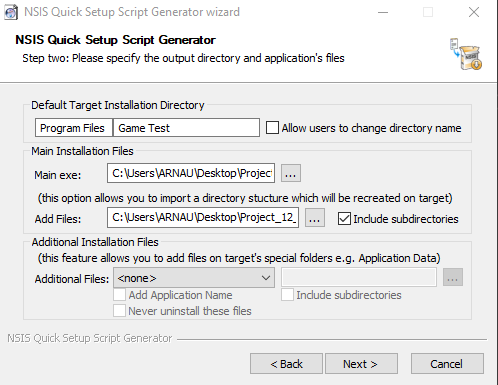 NSIS Quick Setup Script Generator wizard
NSIS Quick Setup Script Generator
Step two: Please specify the output directory and application's files
Default Target Installation Directory
Program Files Game Test Allow users to change directory name
Main Installation Files
Main exe: C:\Users\ARNAU\Desktop\Project ...
(this option allows you to import a directory stucture which will be recreated on target)
Add Files: C:\Users\ARNAU\Desktop\Project_12_ ... Include subdirectories
Additional Installation Files
(this feature allows you to add files on target's special folders e.g. Application Data)
Additional Files: <none> ...
Add Application Name Include subdirectories
Never uninstall these files
NSIS Quick Setup Script Generator
< Back Next > Cancel